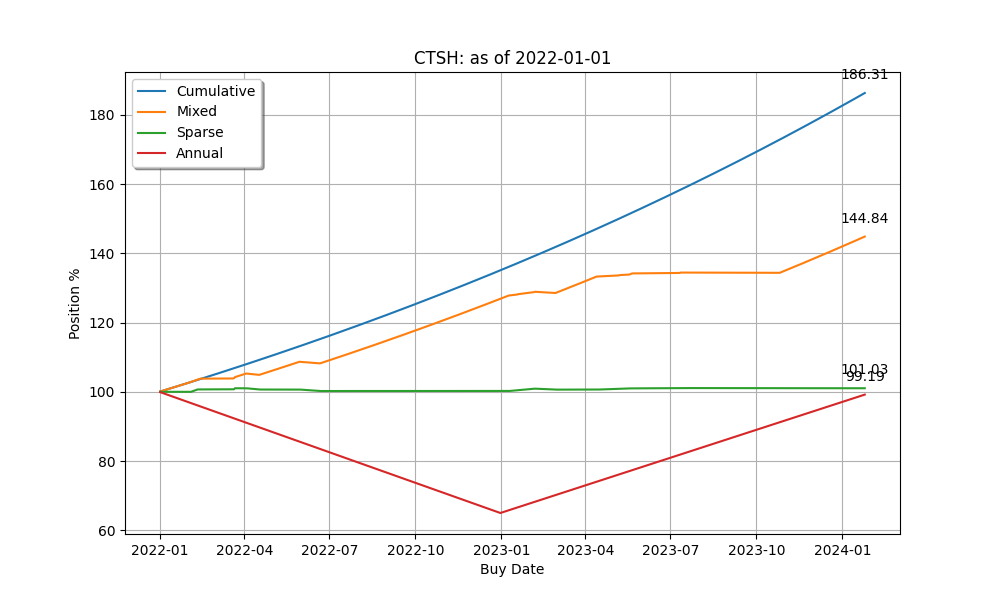 CTSH: as of 2022-01-01
Cumulative
Mixed
Sparse
Annual
186.31
144.84
101.03
99.19
Position %
180
160
140
120
100
80
60
2022-01 2022-04 2022-07 2022-10 2023-01 2023-04 2023-07 2023-10 2024-01
Buy Date